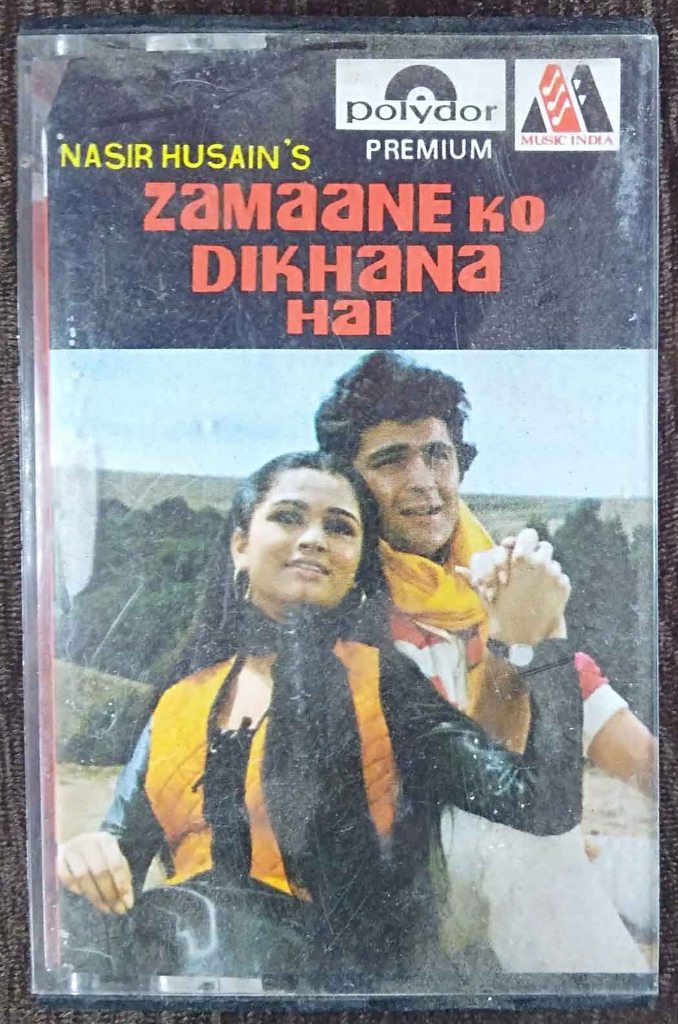 polydor
MUSIC INDIA
PREMIUM
NASIR HUSAIN'S
ZAMAANE KO
DIKHANA
HAI